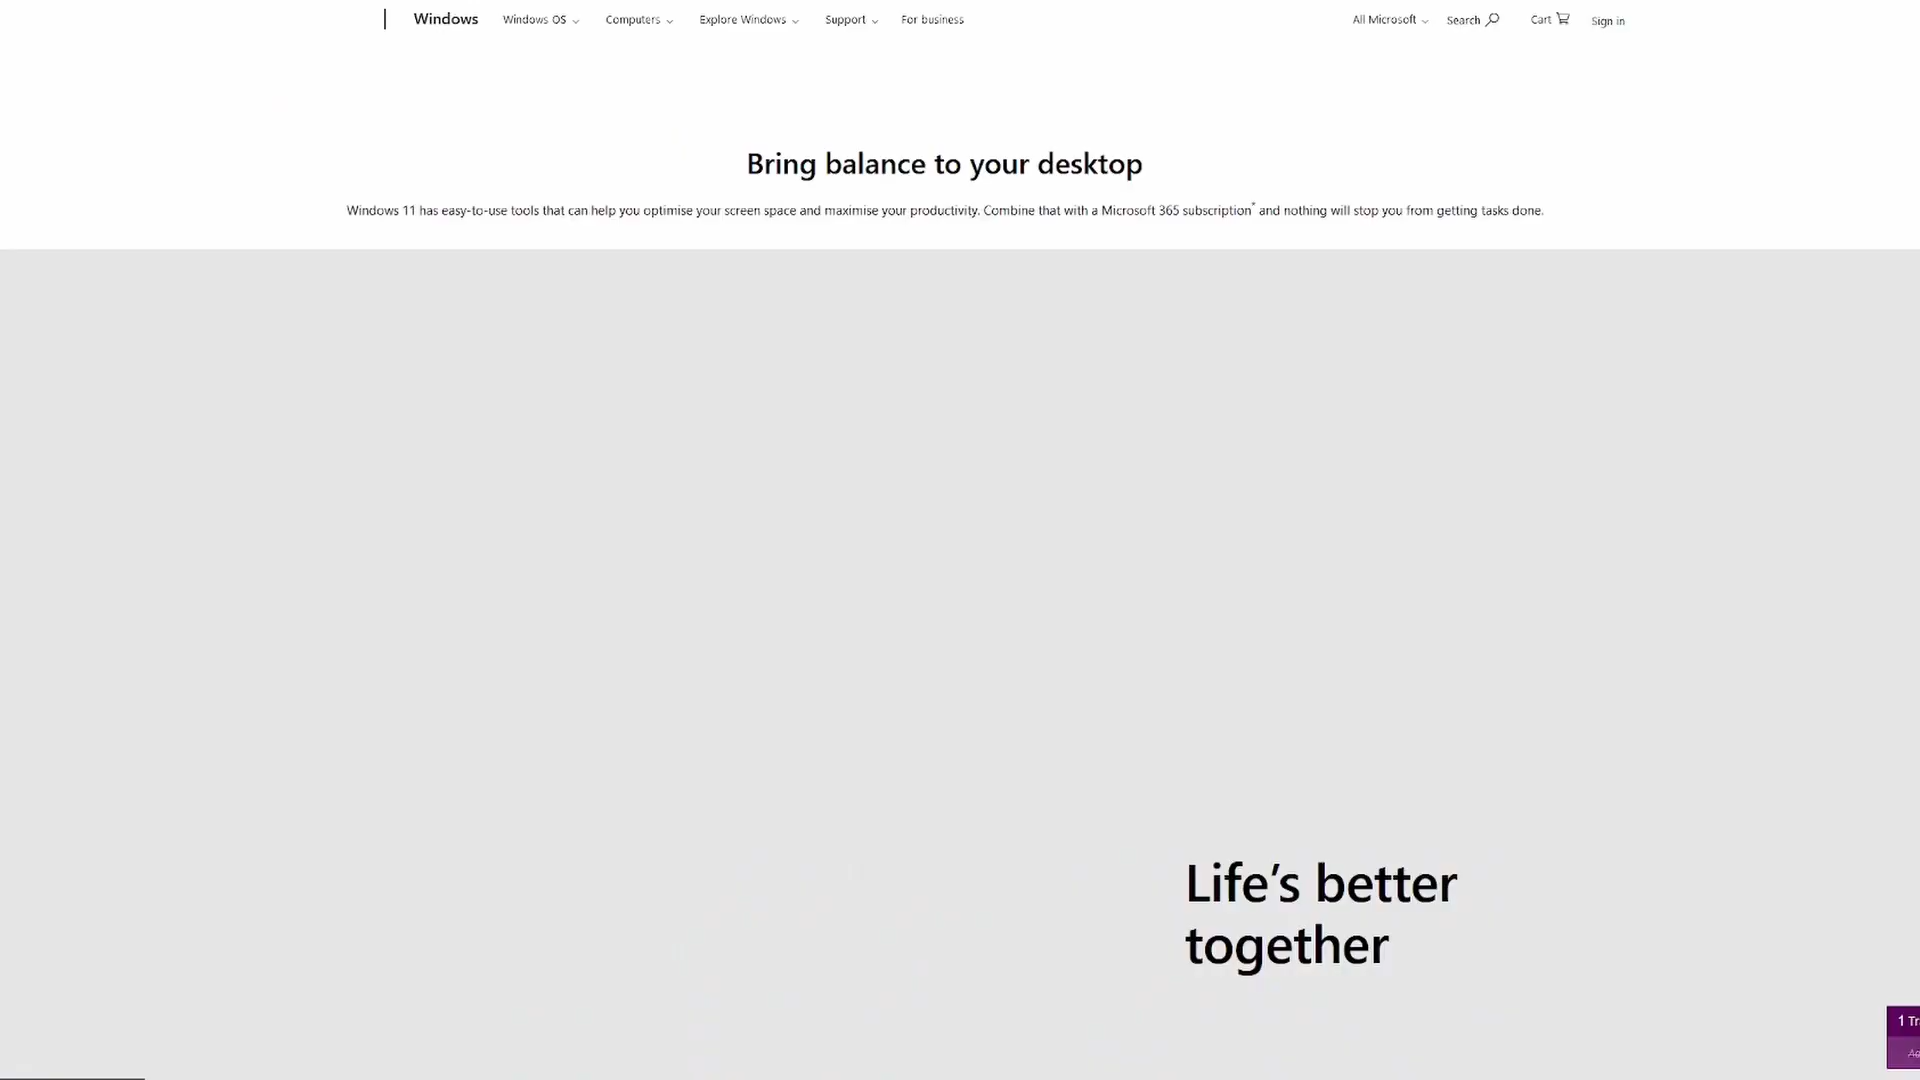 Windows Windows OS Computers Explore Windows Support For business All Microsoft Search Cart Sign in
Bring balance to your desktop
Windows 11 has easy-to-use tools that can help you optimise your screen space and maximise your productivity. Combine that with a Microsoft 365 subscription* and nothing will stop you from getting tasks done.
Life’s better
together
1